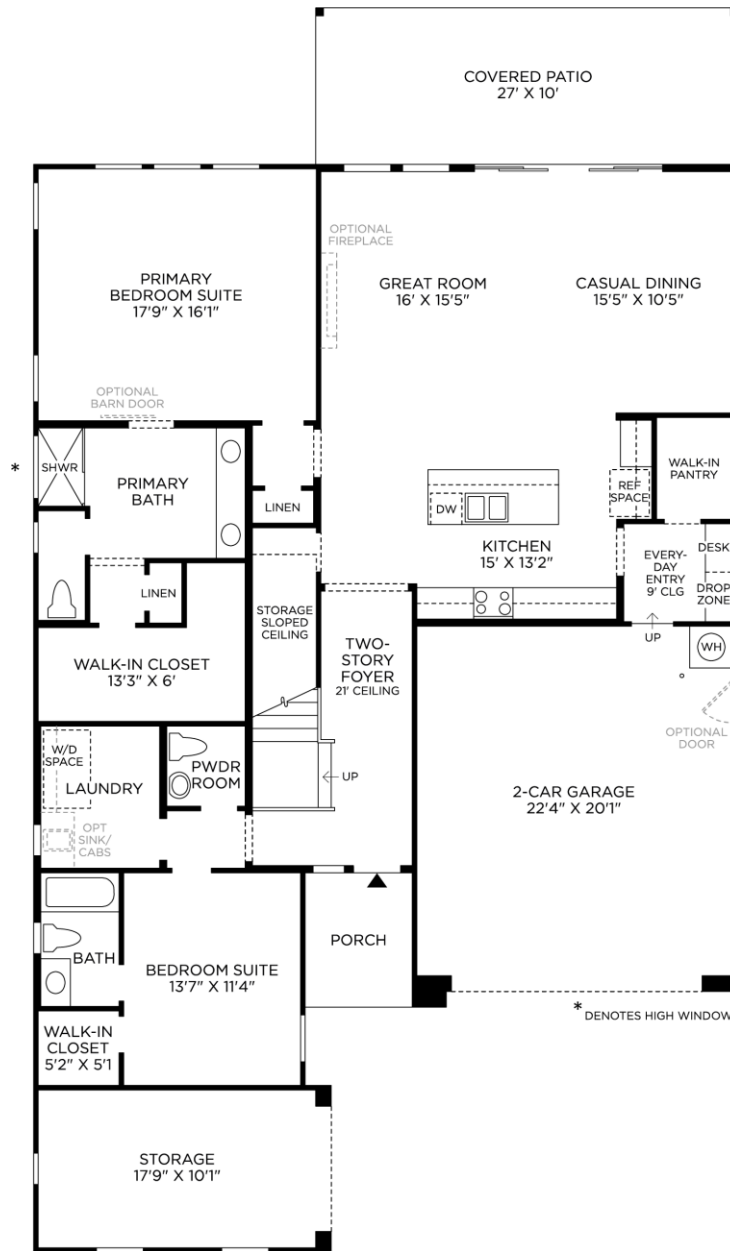 COVERED PATIO
27' X 10'
OPTIONAL
FIREPLACE
PRIMARY
BEDROOM SUITE
17'9" X 16'1"
GREAT ROOM
16' X 15'5"
CASUAL DINING
15'5" X 10'5"
OPTIONAL
BARN DOOR
*
SHWR
PRIMARY
BATH
LINEN
DW
REF
SPACE
WALK-IN
PANTRY
KITCHEN
15' X 13'2"
EVERY-
DAY
ENTRY
9' CLG
DESK
DROP
ZONE
LINEN
STORAGE
SLOPED
CEILING
TWO-
STORY
FOYER
21' CEILING
UP
WH
WALK-IN CLOSET
13'3" X 6'
OPTIONAL
DOOR
W/D
SPACE
LAUNDRY
PWDR
ROOM
UP
2-CAR GARAGE
22'4" X 20'1"
OPT
SINK/
CABS
BATH
BEDROOM SUITE
13'7" X 11'4"
PORCH
WALK-IN
CLOSET
5'2" X 5'1
* DENOTES HIGH WINDOW
STORAGE
17'9" X 10'1"